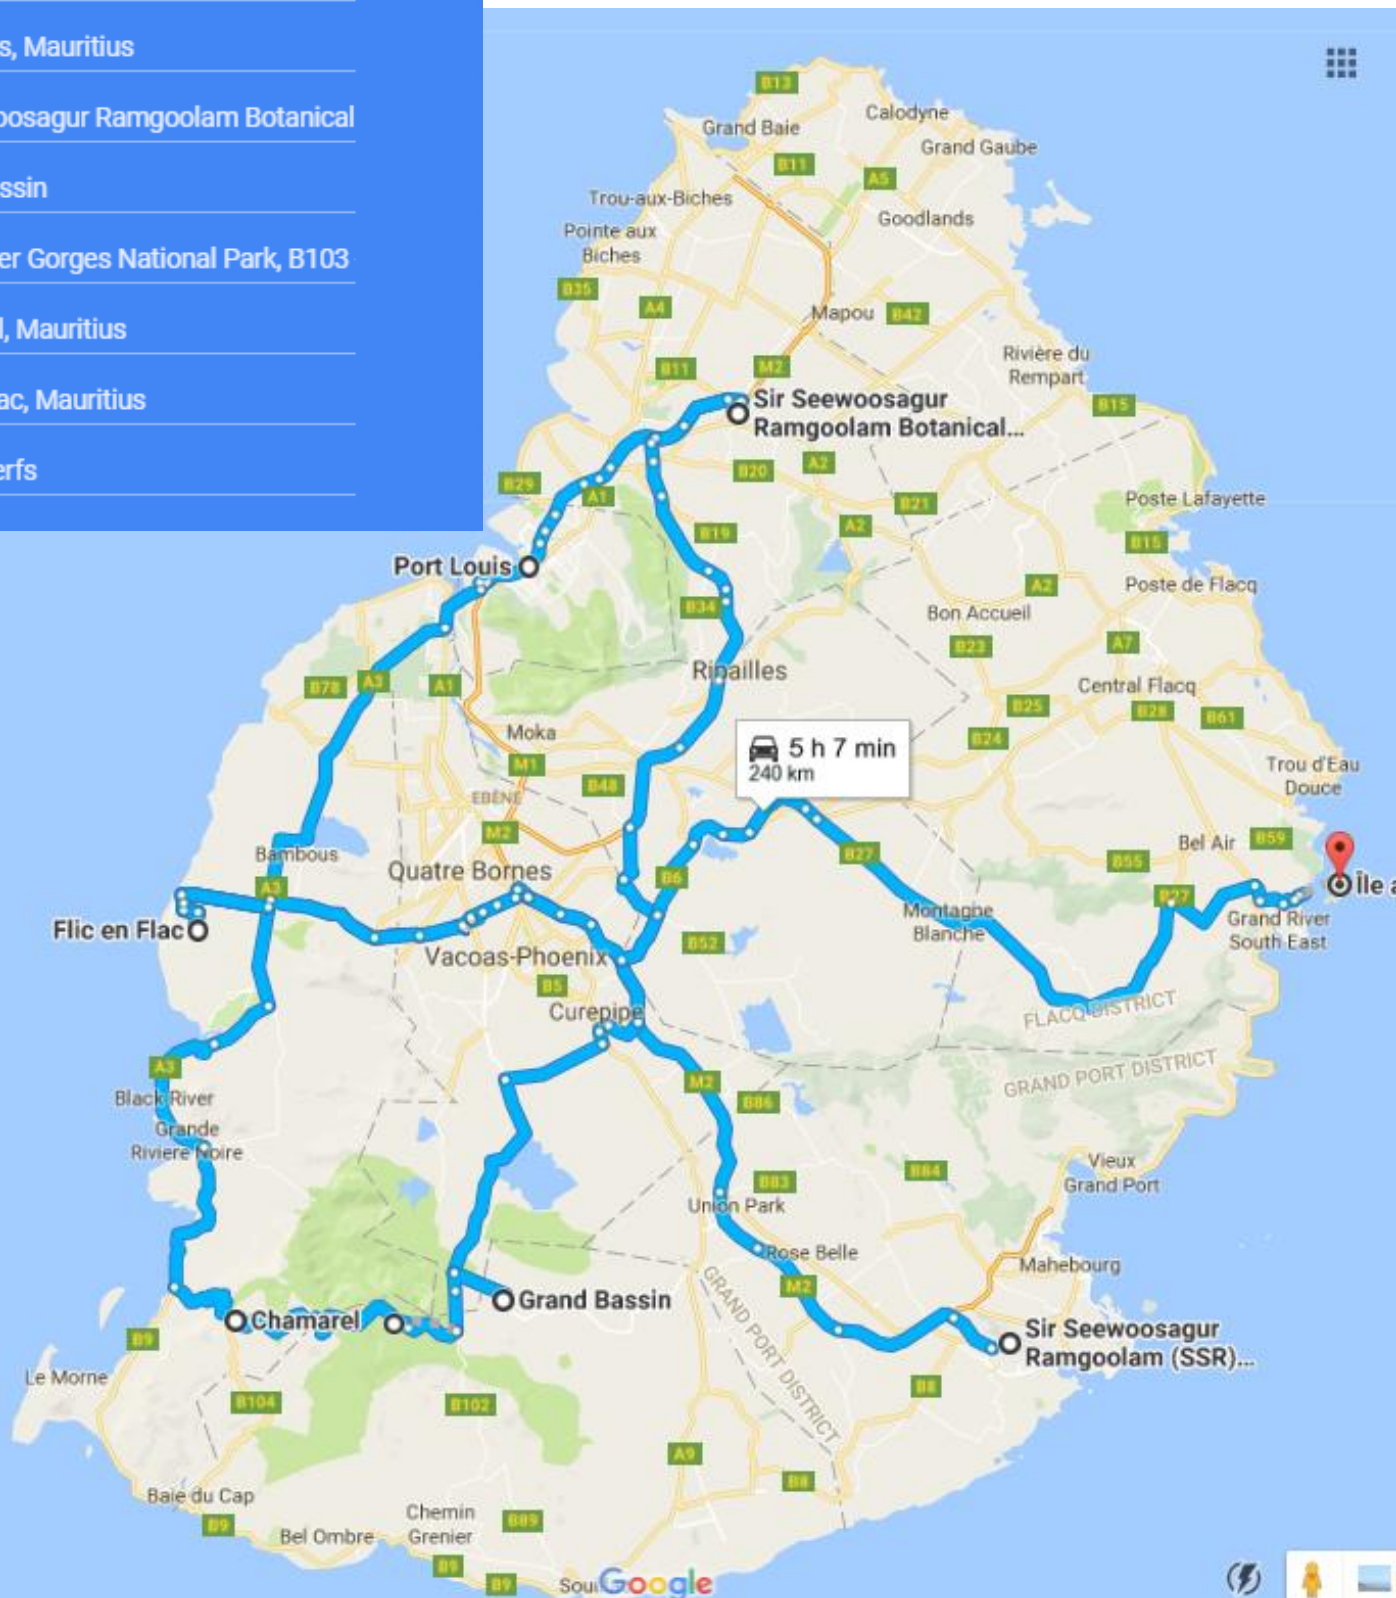 s, Mauritius
oosagur Ramgoolam Botanical
ssin
er Gorges National Park, B103
l, Mauritius
ac, Mauritius
erfs
B13
Calodyne
Grand Baie
Grand Gaube
B11
A5
Trou-aux-Biches
Goodlands
Pointe aux
Biches
B35
A4
Mapou
B42
Rivière du
Rempart
B11
M2
Sir Seewoosagur
Ramgoolam Botanical...
B15
B20
A2
B29
A1
B21
Poste Lafayette
B19
A2
B15
Port Louis
A2
Poste de Flacq
B34
Bon Accueil
B23
A7
Ripailles
B78
A3
A1
Central Flacq
B25
B28
B61
Moka
B24
5 h 7 min
240 km
M1
B48
Trou d'Eau
Douce
EBÈNE
M2
Bel Air
B59
Bambous
B27
B55
Quatre Bornes
B6
A3
B27
Île a
Montagne
Blanche
Grand River
South East
Flic en Flac
B52
Vacoas-Phoenix
B5
Curepipe
FLACQ DISTRICT
A3
GRAND PORT DISTRICT
M2
Black River
B86
Grande
Riviere Noire
Vieux
Grand Port
B84
B83
Union Park
Rose Belle
Mahebourg
M2
Grand Bassin
GRAND PORT DISTRICT
Chamarel
Sir Seewoosagur
Ramgoolam (SSR)...
B9
Le Morne
B8
B104
B102
A9
B8
Baie du Cap
B9
Chemin
Grenier
B89
Bel Ombre
B9
B9
Soui
Google